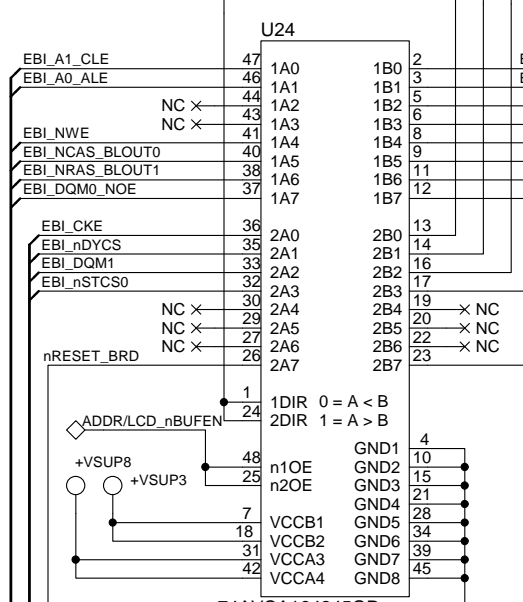 U24
EBI_A1_CLE 47 1A0 1B0 2
EBI_A0_ALE 46 1A1 1B1 3
NC 44 1A2 1B2 5
NC 43 1A3 1B3 6
EBI_NWE 41 1A4 1B4 8
EBI_NCAS_BLOUT0 40 1A5 1B5 9
EBI_NRAS_BLOUT1 38 1A6 1B6 11
EBI_DQM0_NOE 37 1A7 1B7 12
EBI_CKE 36 2A0 2B0 13
EBI_nDYCS 35 2A1 2B1 14
EBI_DQM1 33 2A2 2B2 16
EBI_nSTCS0 32 2A3 2B3 17
NC 30 2A4 2B4 19 NC
NC 29 2A5 2B5 20 NC
NC 27 2A6 2B6 22 NC
nRESET_BRD 26 2A7 2B7 23
1 1DIR 0 = A < B
24 2DIR 1 = A > B
ADDR/LCD_nBUFEN
GND1 4
48 n1OE GND2 10
25 n2OE GND3 15
+VSUP8
+VSUP3
GND4 21
7 VCCB1 GND5 28
18 VCCB2 GND6 34
31 VCCA3 GND7 39
42 VCCA4 GND8 45